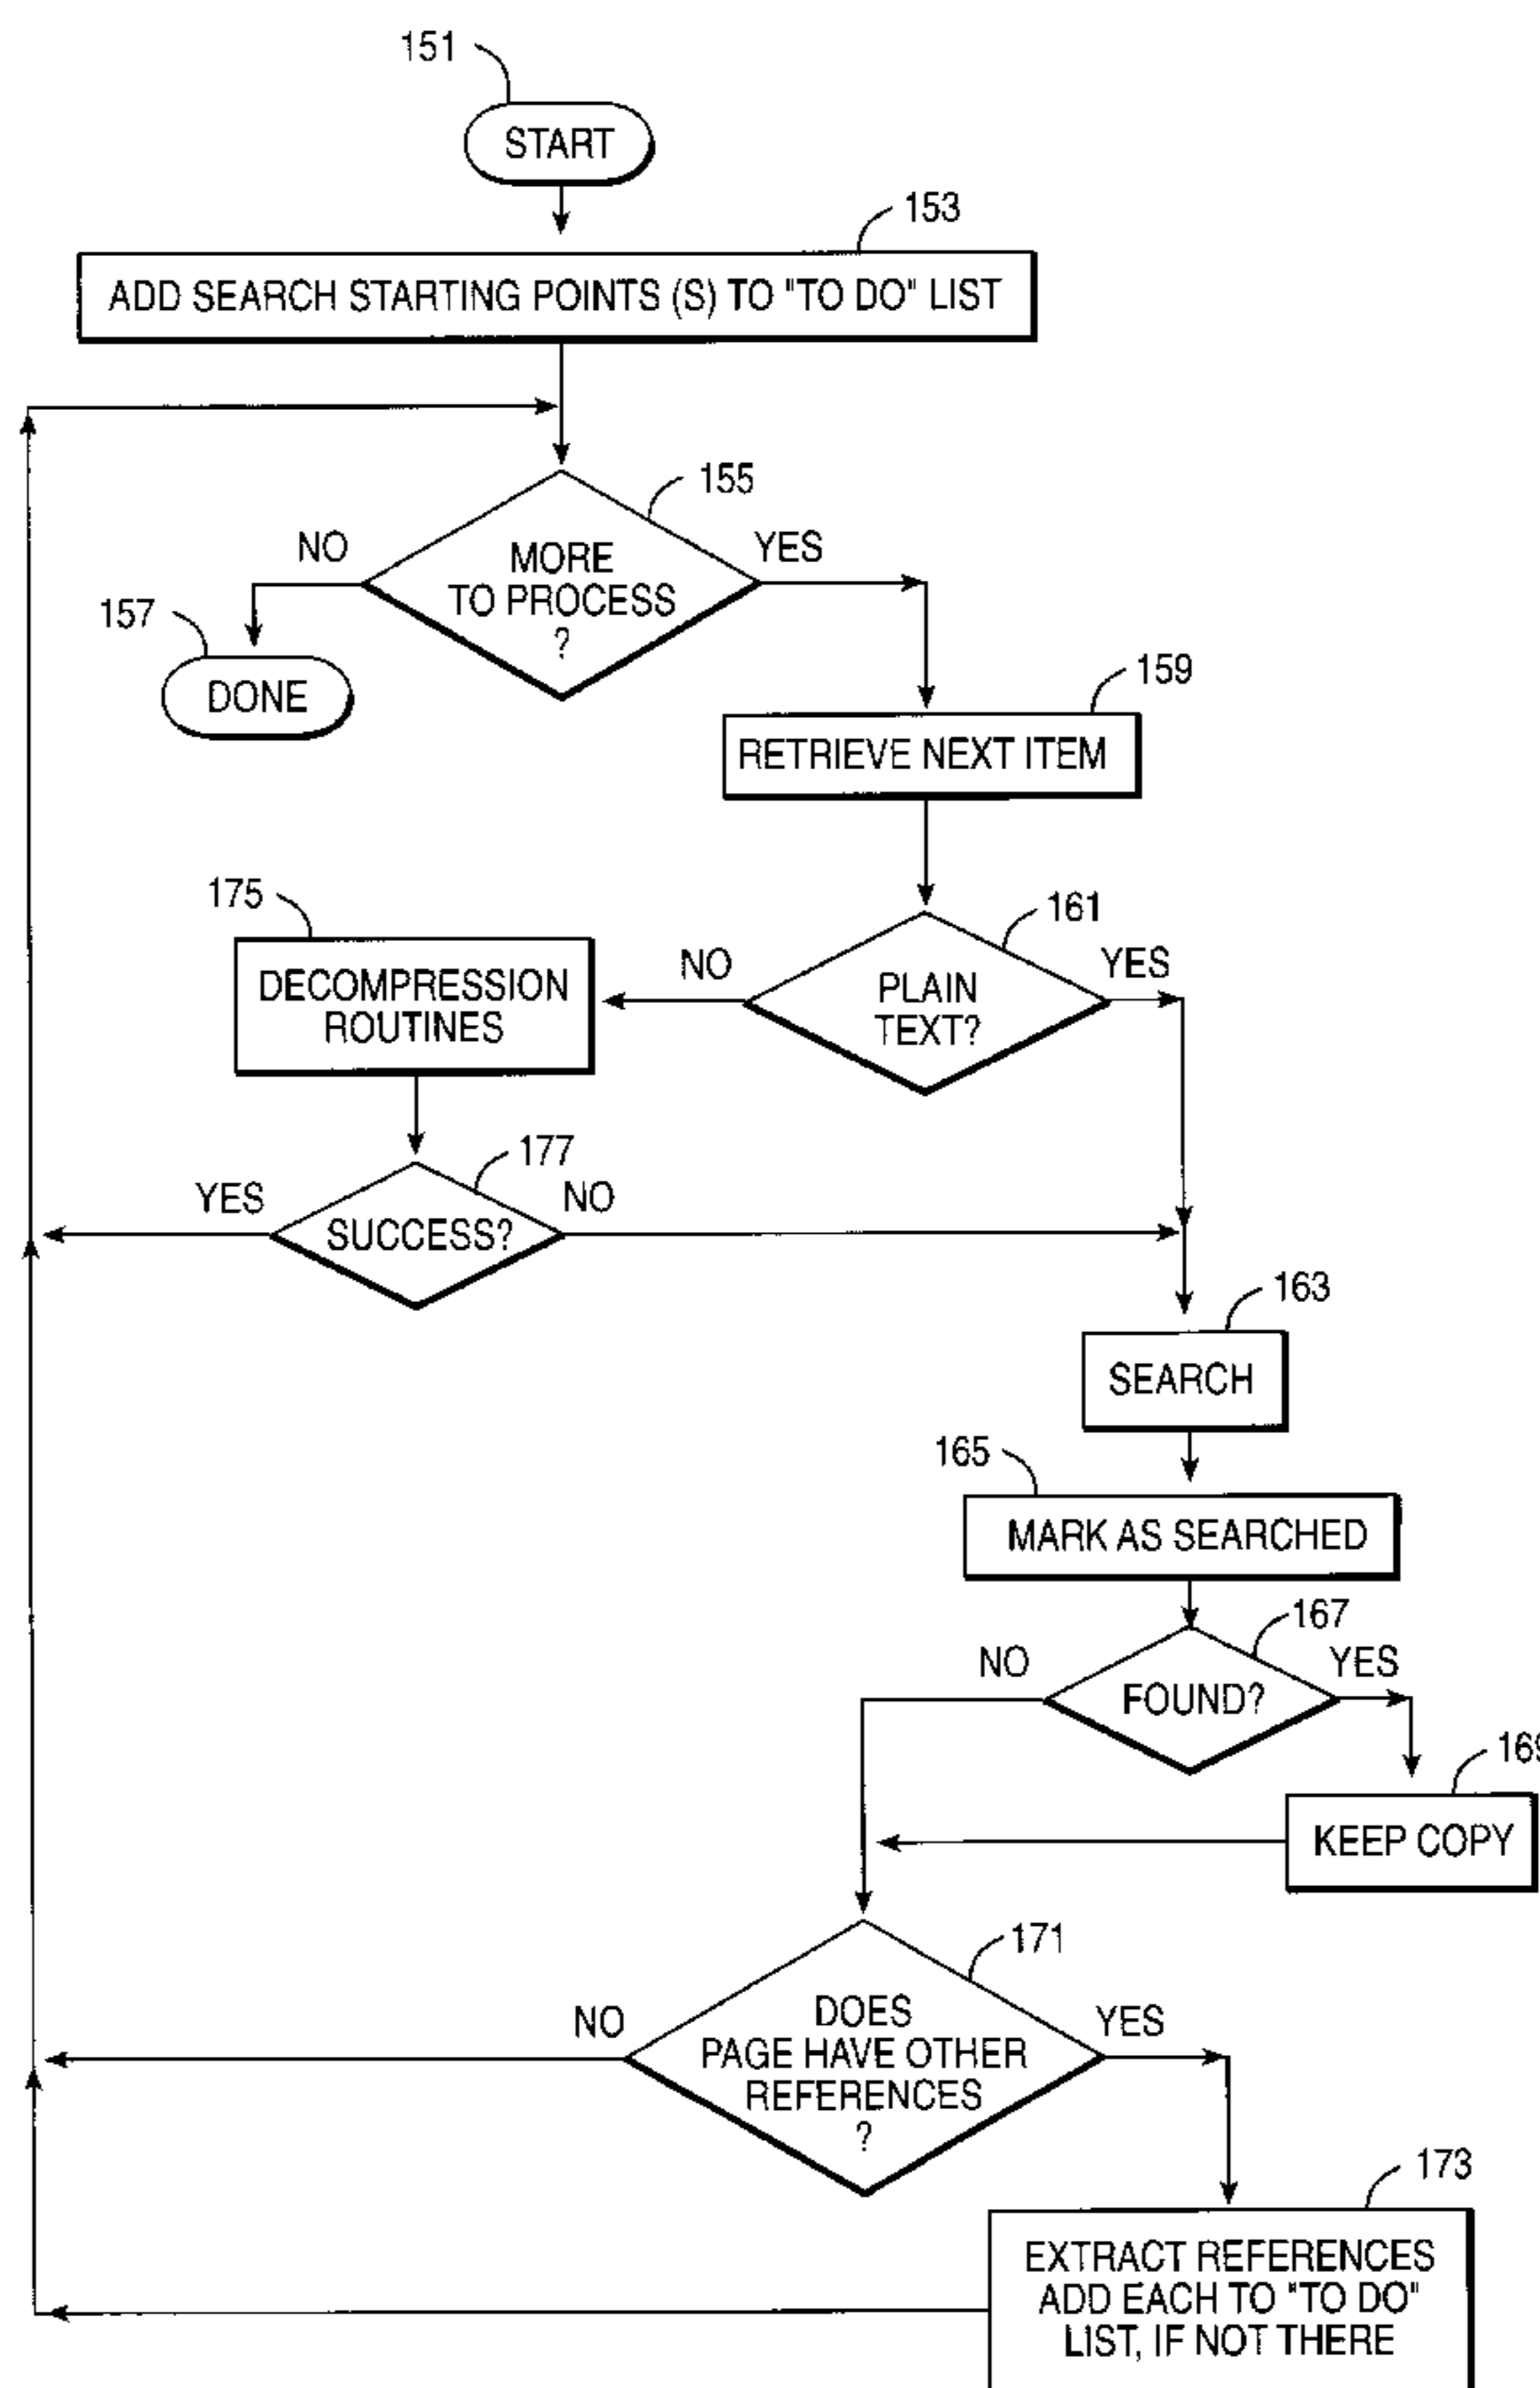 151
START
153
ADD SEARCH STARTING POINTS (S) TO "TO DO" LIST
155
NO
YES
MORE
TO PROCESS
?
157
DONE
159
RETRIEVE NEXT ITEM
175
161
DECOMPRESSION
ROUTINES
NO
YES
PLAIN
TEXT?
177
YES
NO
SUCCESS?
163
SEARCH
165
MARK AS SEARCHED
167
NO
YES
FOUND?
169
KEEP COPY
171
NO
YES
DOES
PAGE HAVE OTHER
REFERENCES
?
173
EXTRACT REFERENCES
ADD EACH TO "TO DO"
LIST, IF NOT THERE